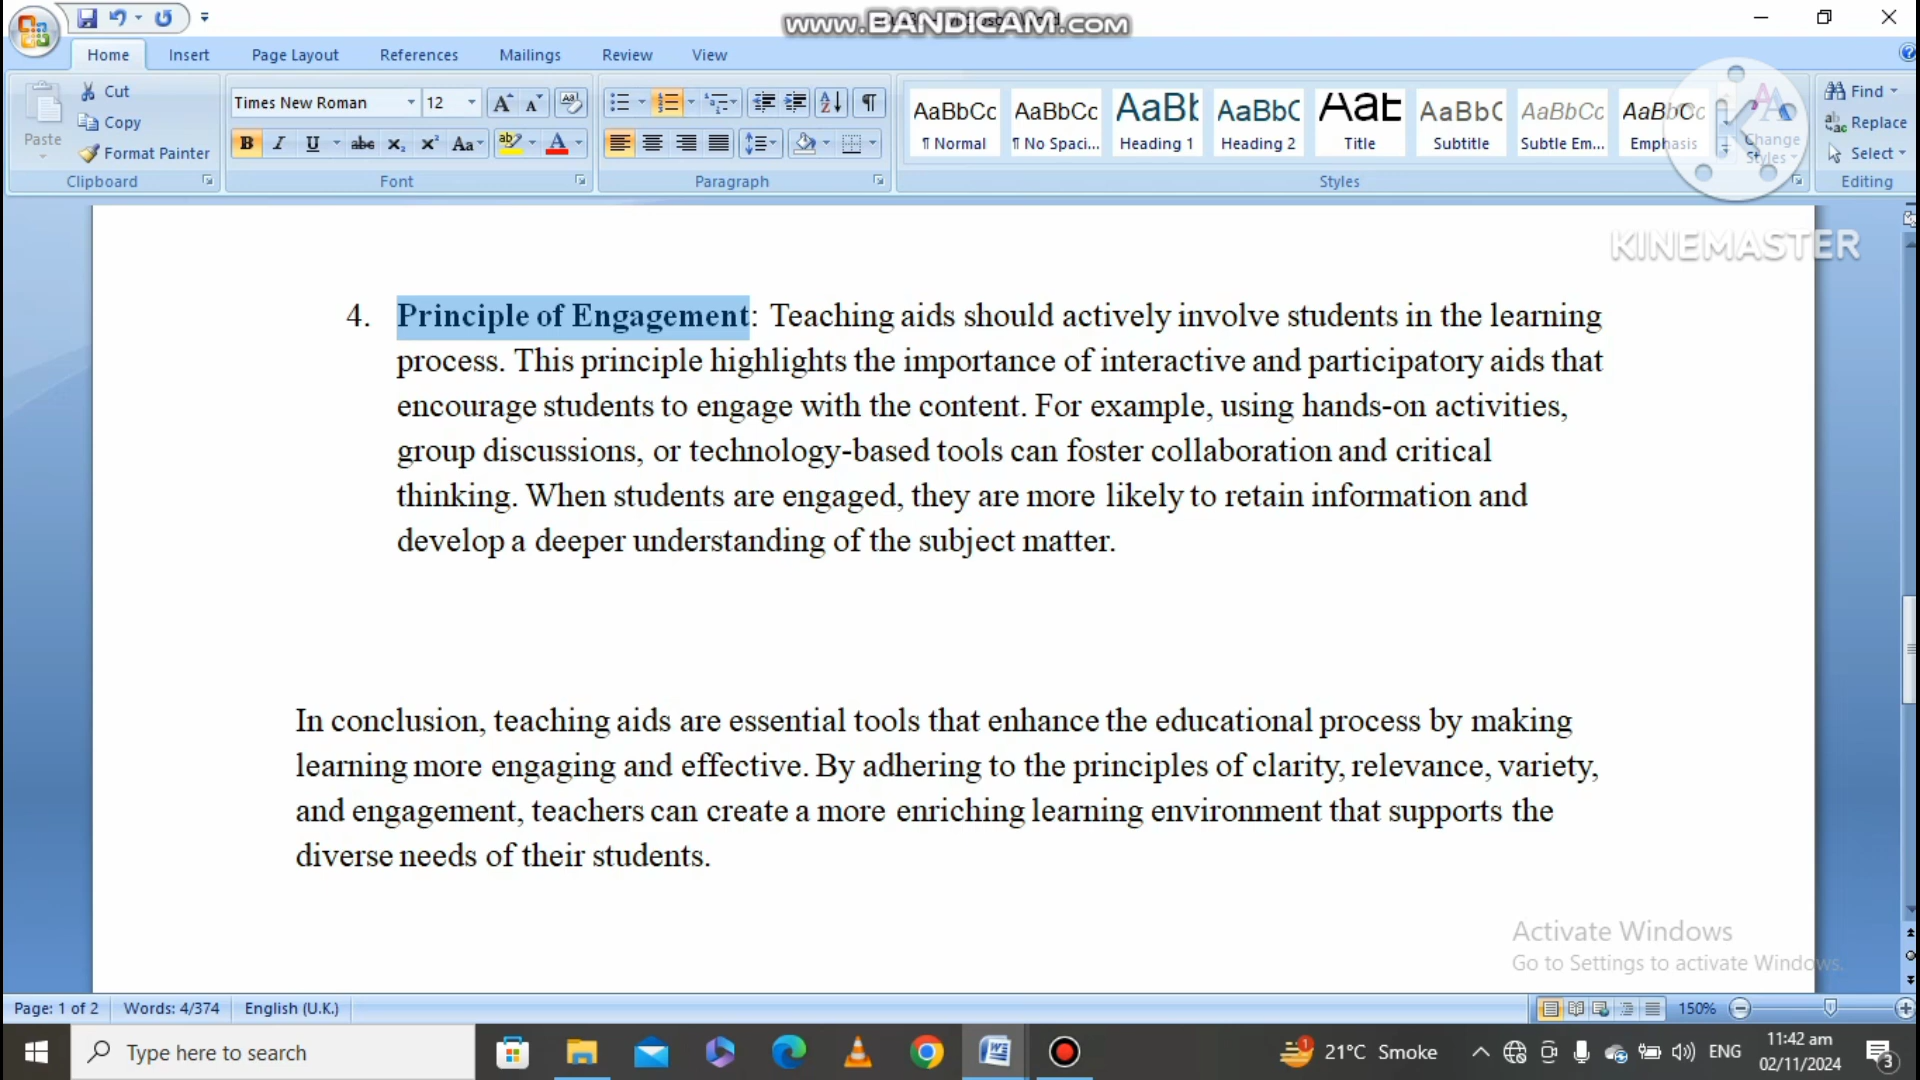 www.BANDICAM.com
Home Insert Page Layout References Mailings Review View
Paste
Cut
Copy
Format Painter
Clipboard
Times New Roman 12
Font
Paragraph
AaBbCc AaBbCc AaBb AaBbC AaB AaBbC AaBbCc AaBbCc
¶ Normal ¶ No Spaci... Heading 1 Heading 2 Title Subtitle Subtle Em... Emphasis
Change
Styles
Styles
Find
Replace
Select
Editing
KINEMASTER
4. Principle of Engagement: Teaching aids should actively involve students in the learning
process. This principle highlights the importance of interactive and participatory aids that
encourage students to engage with the content. For example, using hands-on activities,
group discussions, or technology-based tools can foster collaboration and critical
thinking. When students are engaged, they are more likely to retain information and
develop a deeper understanding of the subject matter.
In conclusion, teaching aids are essential tools that enhance the educational process by making
learning more engaging and effective. By adhering to the principles of clarity, relevance, variety,
and engagement, teachers can create a more enriching learning environment that supports the
diverse needs of their students.
Activate Windows
Go to Settings to activate Windows.
Page: 1 of 2 Words: 4/374 English (U.K.) 150%
Type here to search
21°C Smoke
ENG
11:42 am
02/11/2024
3